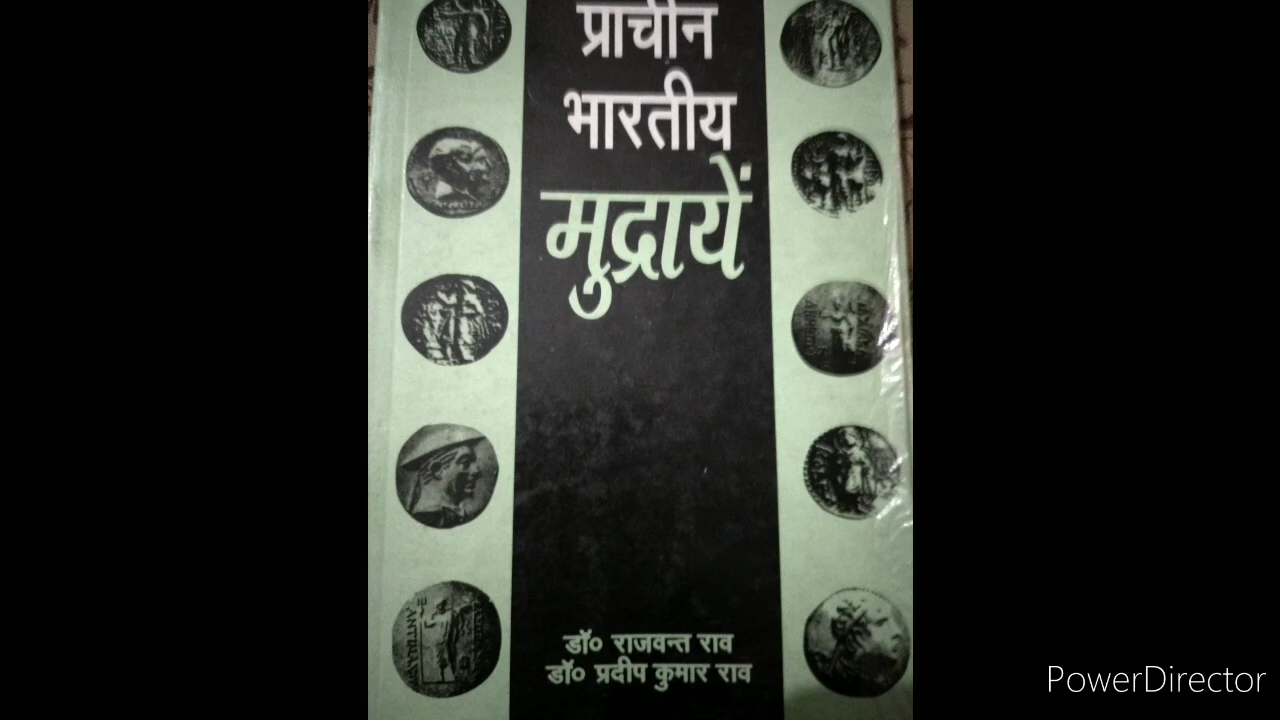 प्राचीन
भारतीय
मुद्रायें
डॉ० राजवन्त राव
डॉ० प्रदीप कुमार राव
PowerDirector